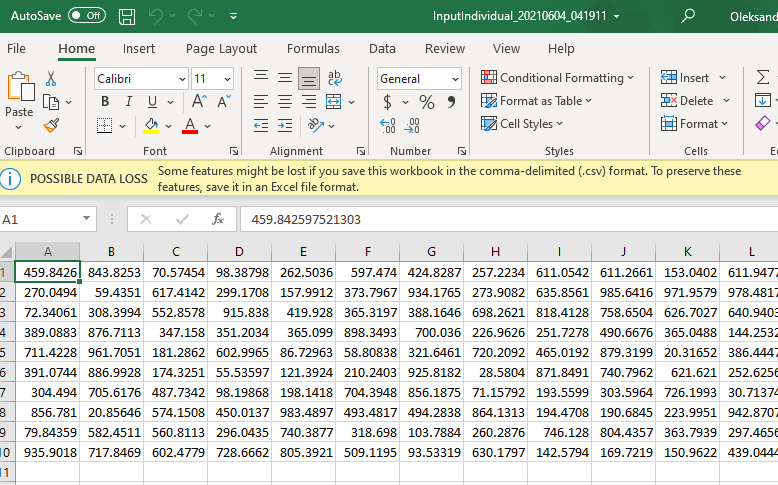 AutoSave Off InputIndividual_20210604_041911 Oleksand
File Home Insert Page Layout Formulas Data Review View Help
Paste Calibri 11 General Conditional Formatting Insert
B I U A A $ % Format as Table Delete
A Cell Styles Format
Clipboard Font Alignment Number Styles Cells
POSSIBLE DATA LOSS Some features might be lost if you save this workbook in the comma-delimited (.csv) format. To preserve these
features, save it in an Excel file format.
A1 fx 459.842597521303
A B C D E F G H I J K L
1 459.8426 843.8253 70.57454 98.38798 262.5036 597.474 424.8287 257.2234 611.0542 611.2661 153.0402 611.9477
2 270.0494 59.4351 617.4142 299.1708 157.9912 373.7967 934.1765 273.9082 635.8561 985.6416 971.9579 978.4817
3 72.34061 308.3994 552.8578 915.838 419.928 365.3197 388.1646 698.2621 818.4128 758.6504 626.7027 640.9403
4 389.0883 876.7113 347.158 351.2034 365.099 898.3493 700.036 226.9626 251.7278 490.6676 365.0488 144.2532
5 711.4228 961.7051 181.2862 602.9965 86.72963 58.80838 321.6461 720.2092 465.0192 879.3199 20.31652 386.4447
6 391.0744 886.9928 174.3251 55.53597 121.3924 210.2403 925.8182 28.5804 871.8491 740.7962 621.621 252.6256
7 304.494 705.6176 487.7342 98.19868 198.1418 704.3948 856.1875 71.15792 193.5599 303.5964 726.1993 30.71374
8 856.781 20.85646 574.1508 450.0137 983.4897 493.4817 494.2838 864.1313 194.4708 190.6845 223.9951 942.8707
9 79.84359 582.4511 560.8113 296.0435 740.3877 318.698 103.7884 260.2876 746.128 804.4357 363.7939 297.4656
10 935.9018 717.8469 602.4779 728.6662 805.3921 509.1195 93.53319 630.1797 142.5794 169.7219 150.9622 439.0444
11